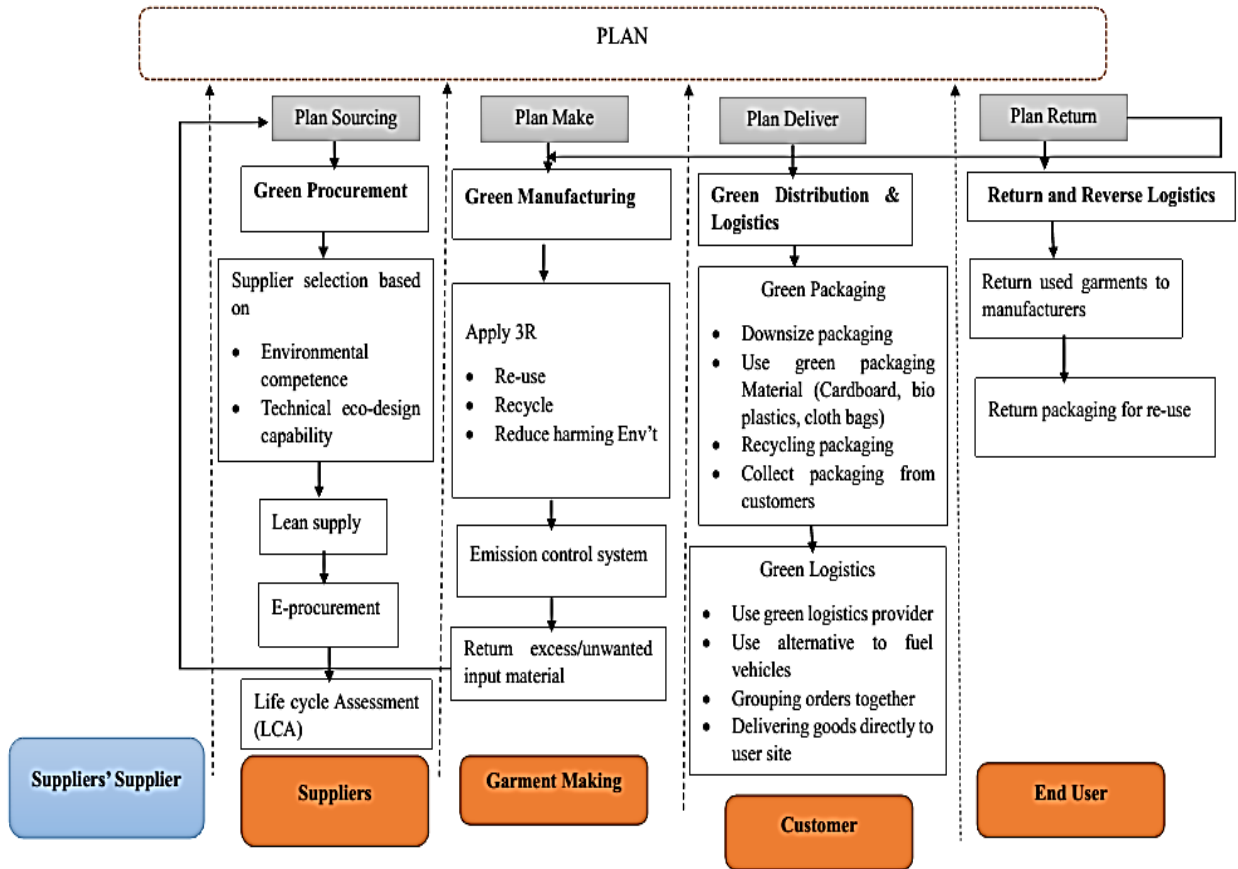 PLAN
Plan Sourcing
Green Procurement
Supplier selection based
on
• Environmental
competence
• Technical eco-design
capability
Lean supply
E-procurement
Life cycle Assessment
(LCA)
Plan Make
Green Manufacturing
Apply 3R
• Re-use
• Recycle
• Reduce harming Env’t
Emission control system
Return excess/unwanted
input material
Plan Deliver
Green Distribution &
Logistics
Green Packaging
• Downsize packaging
• Use green packaging
Material (Cardboard, bio
plastics, cloth bags)
• Recycling packaging
• Collect packaging from
customers
Green Logistics
• Use green logistics provider
• Use alternative to fuel
vehicles
• Grouping orders together
• Delivering goods directly to
user site
Plan Return
Return and Reverse Logistics
Return used garments to
manufacturers
Return packaging for re-use
Suppliers’ Supplier
Suppliers
Garment Making
Customer
End User